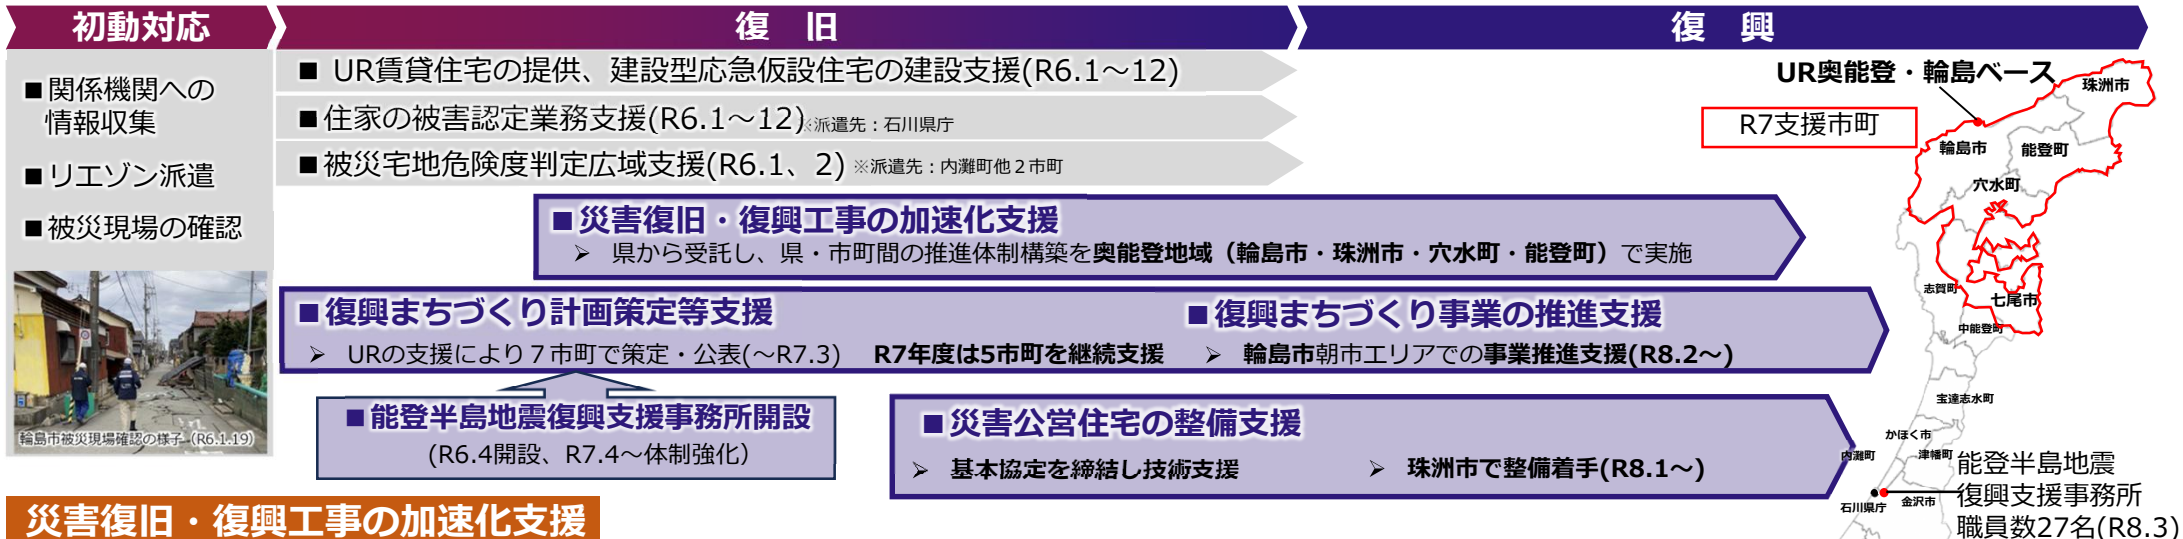 初動対応
復 旧
復 興
■関係機関への
情報収集
■リエゾン派遣
■被災現場の確認
輪島市被災現場確認の様子 (R6.1.19)
■ UR賃貸住宅の提供、建設型応急仮設住宅の建設支援(R6.1～12)
■住家の被害認定業務支援(R6.1～12)※派遣先：石川県庁
■被災宅地危険度判定広域支援(R6.1、2) ※派遣先：内灘町他２市町
■災害復旧・復興工事の加速化支援
➢ 県から受託し、県・市町間の推進体制構築を奥能登地域（輪島市・珠洲市・穴水町・能登町）で実施
■復興まちづくり計画策定等支援
➢ URの支援により７市町で策定・公表(～R7.3) R7年度は5市町を継続支援
■復興まちづくり事業の推進支援
➢ 輪島市朝市エリアでの事業推進支援(R8.2～)
■能登半島地震復興支援事務所開設
(R6.4開設、R7.4～体制強化)
■災害公営住宅の整備支援
➢ 基本協定を締結し技術支援
➢ 珠洲市で整備着手(R8.1～)
UR奥能登・輪島ベース
R7支援市町
珠洲市
輪島市
能登町
穴水町
志賀町
七尾市
中能登町
宝達志水町
かほく市
内灘町
津幡町
石川県庁
金沢市
能登半島地震
復興支援事務所
職員数27名(R8.3)
災害復旧・復興工事の加速化支援